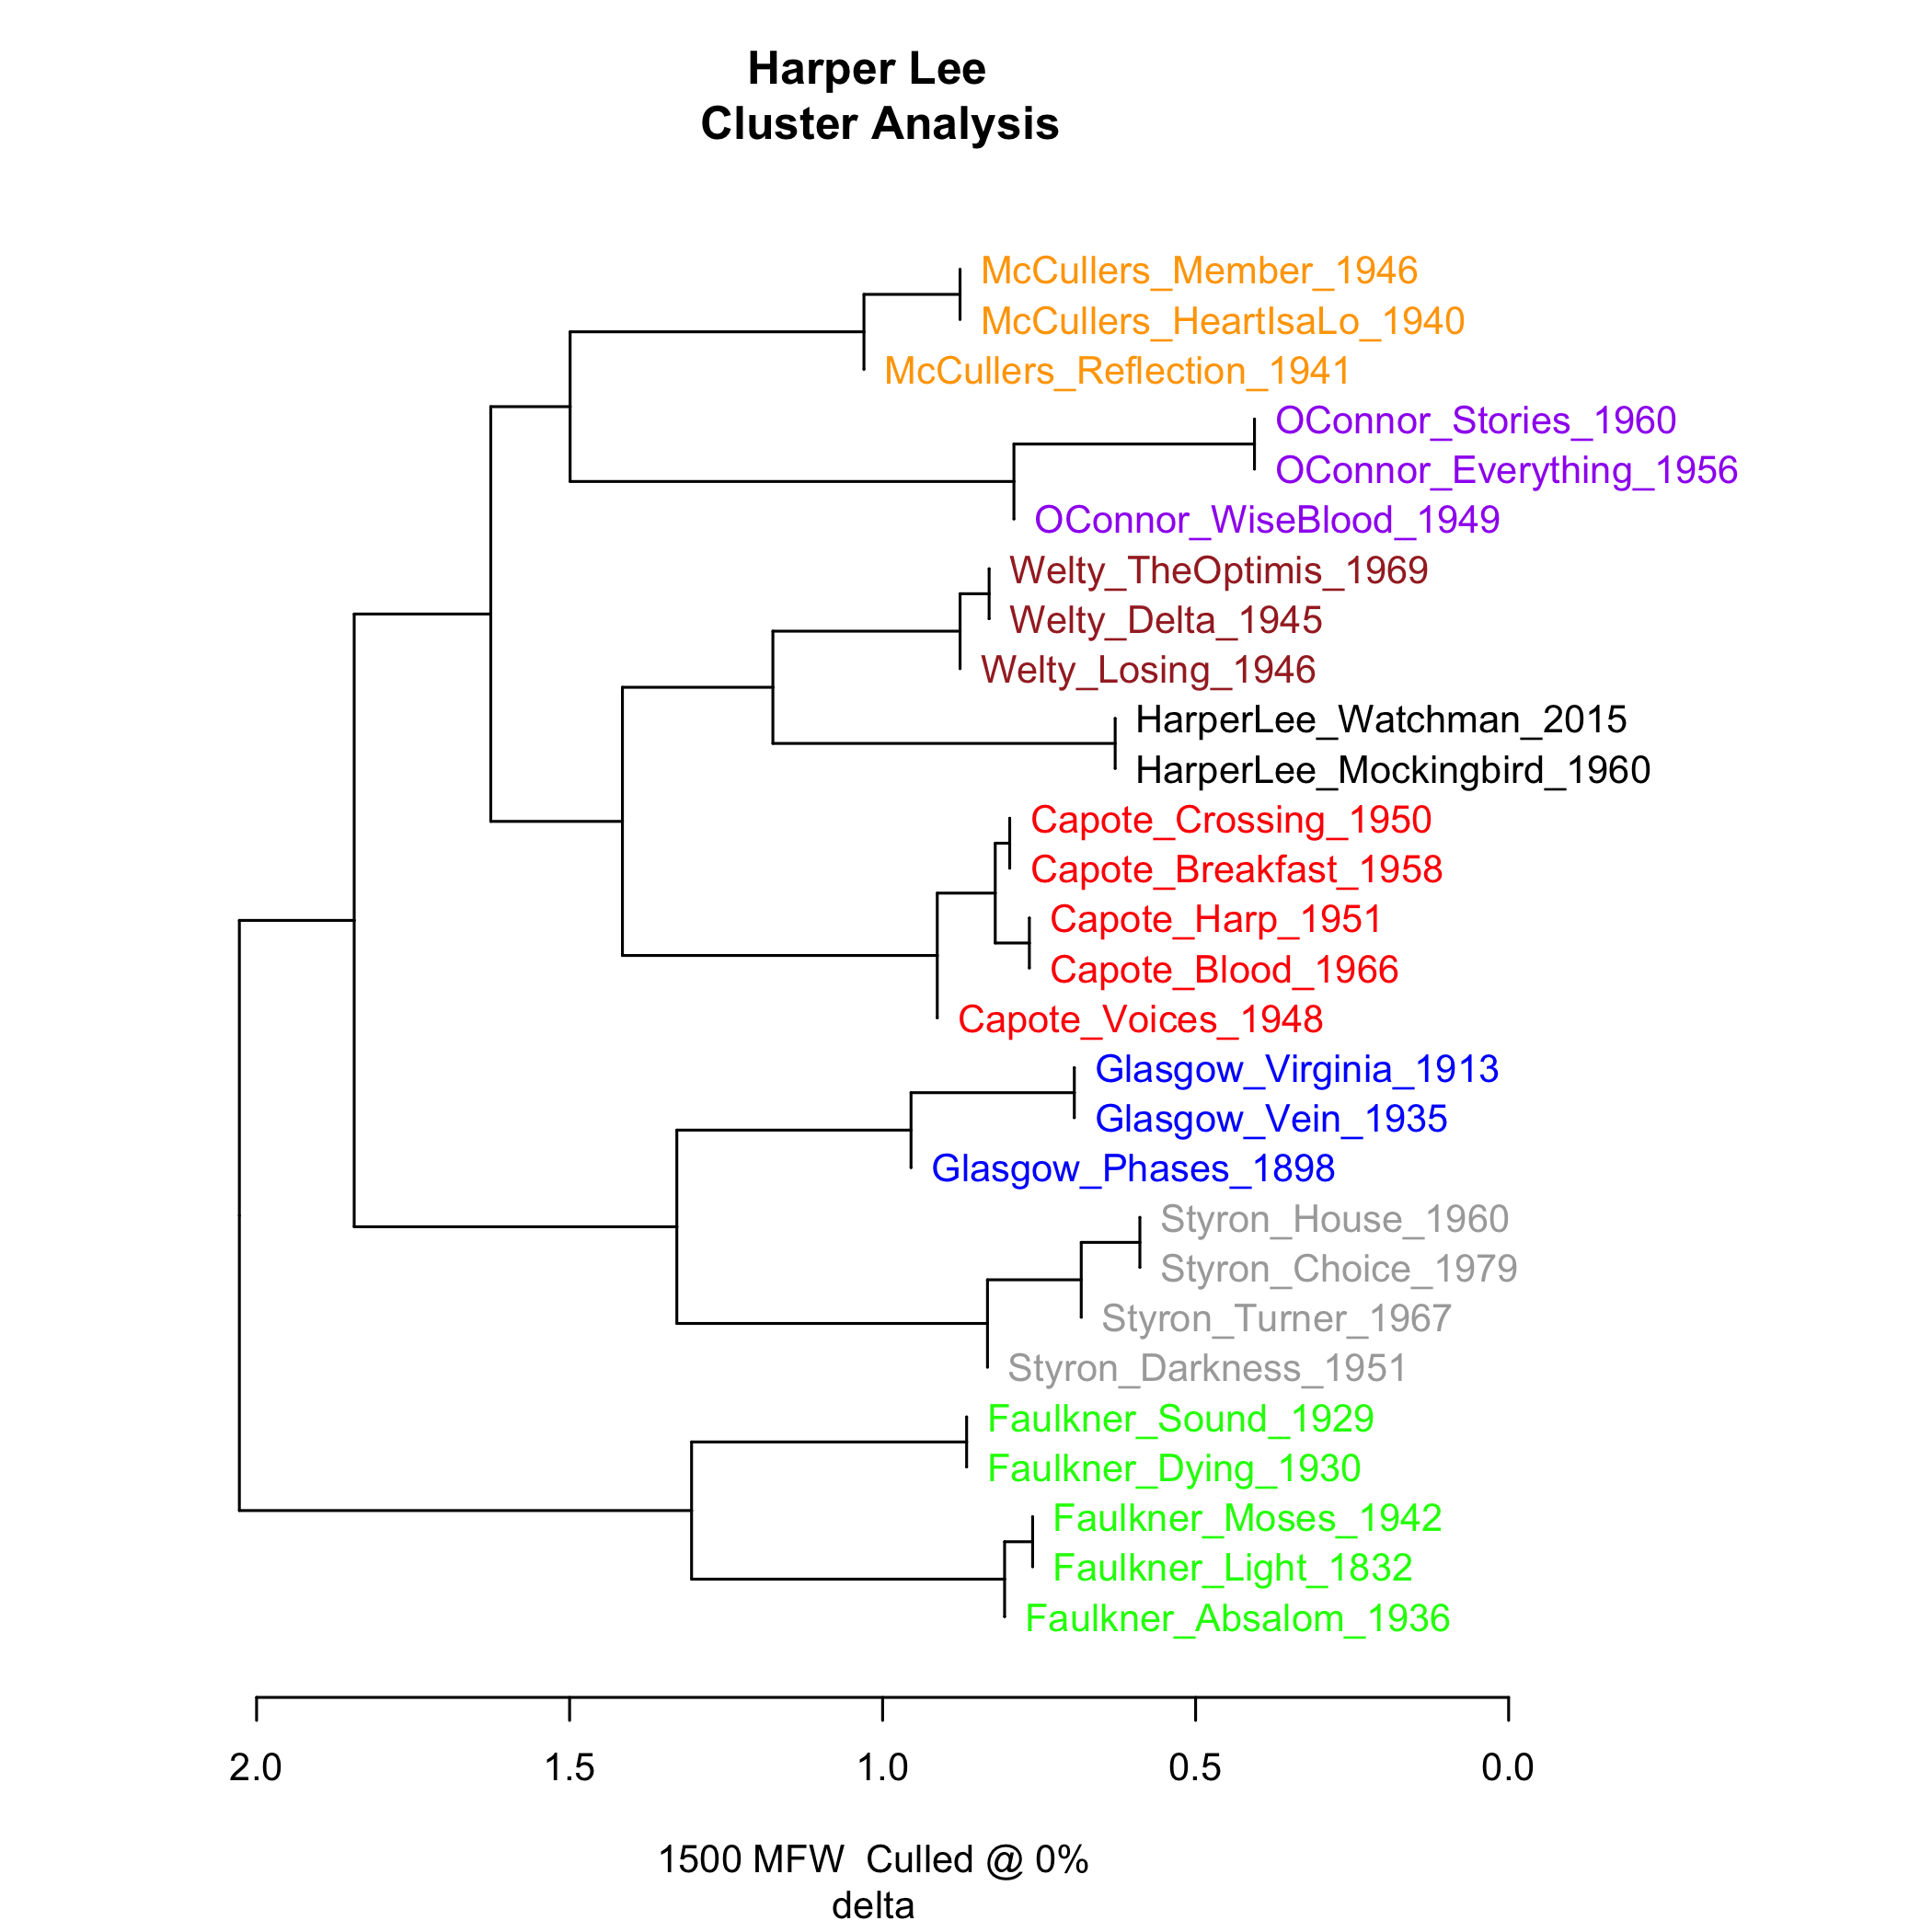 Harper Lee
Cluster Analysis
McCullers_Member_1946
McCullers_HeartIsaLo_1940
McCullers_Reflection_1941
OConnor_Stories_1960
OConnor_Everything_1956
OConnor_WiseBlood_1949
Welty_TheOptimis_1969
Welty_Delta_1945
Welty_Losing_1946
HarperLee_Watchman_2015
HarperLee_Mockingbird_1960
Capote_Crossing_1950
Capote_Breakfast_1958
Capote_Harp_1951
Capote_Blood_1966
Capote_Voices_1948
Glasgow_Virginia_1913
Glasgow_Vein_1935
Glasgow_Phases_1898
Styron_House_1960
Styron_Choice_1979
Styron_Turner_1967
Styron_Darkness_1951
Faulkner_Sound_1929
Faulkner_Dying_1930
Faulkner_Moses_1942
Faulkner_Light_1832
Faulkner_Absalom_1936
2.0 1.5 1.0 0.5 0.0
1500 MFW Culled @ 0%
delta